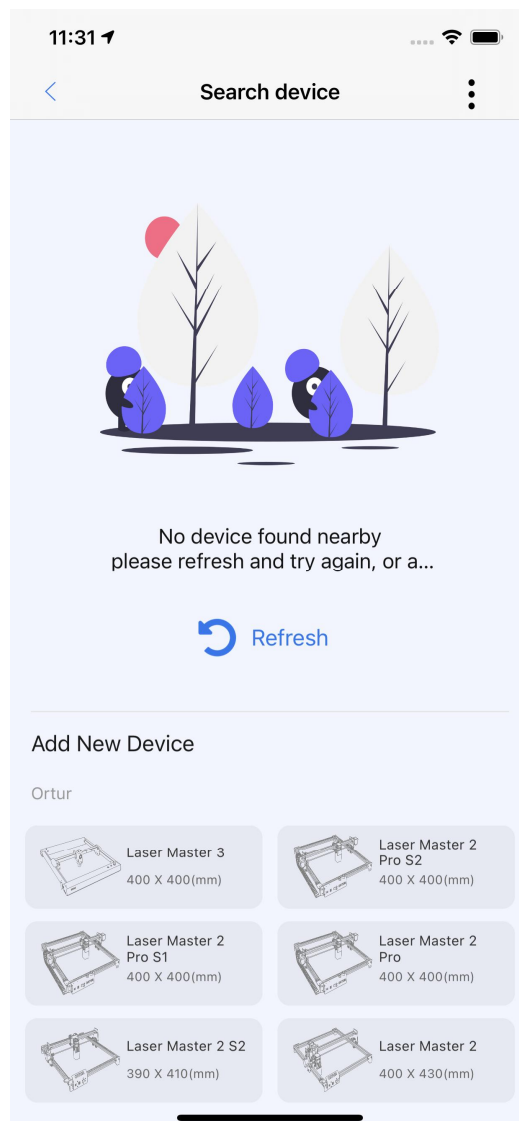 11:31
Search device
No device found nearby
please refresh and try again, or a...
Refresh
Add New Device
Ortur
Laser Master 3
400 X 400(mm)
Laser Master 2
Pro S2
400 X 400(mm)
Laser Master 2
Pro S1
400 X 400(mm)
Laser Master 2
Pro
400 X 400(mm)
Laser Master 2 S2
390 X 410(mm)
Laser Master 2
400 X 430(mm)